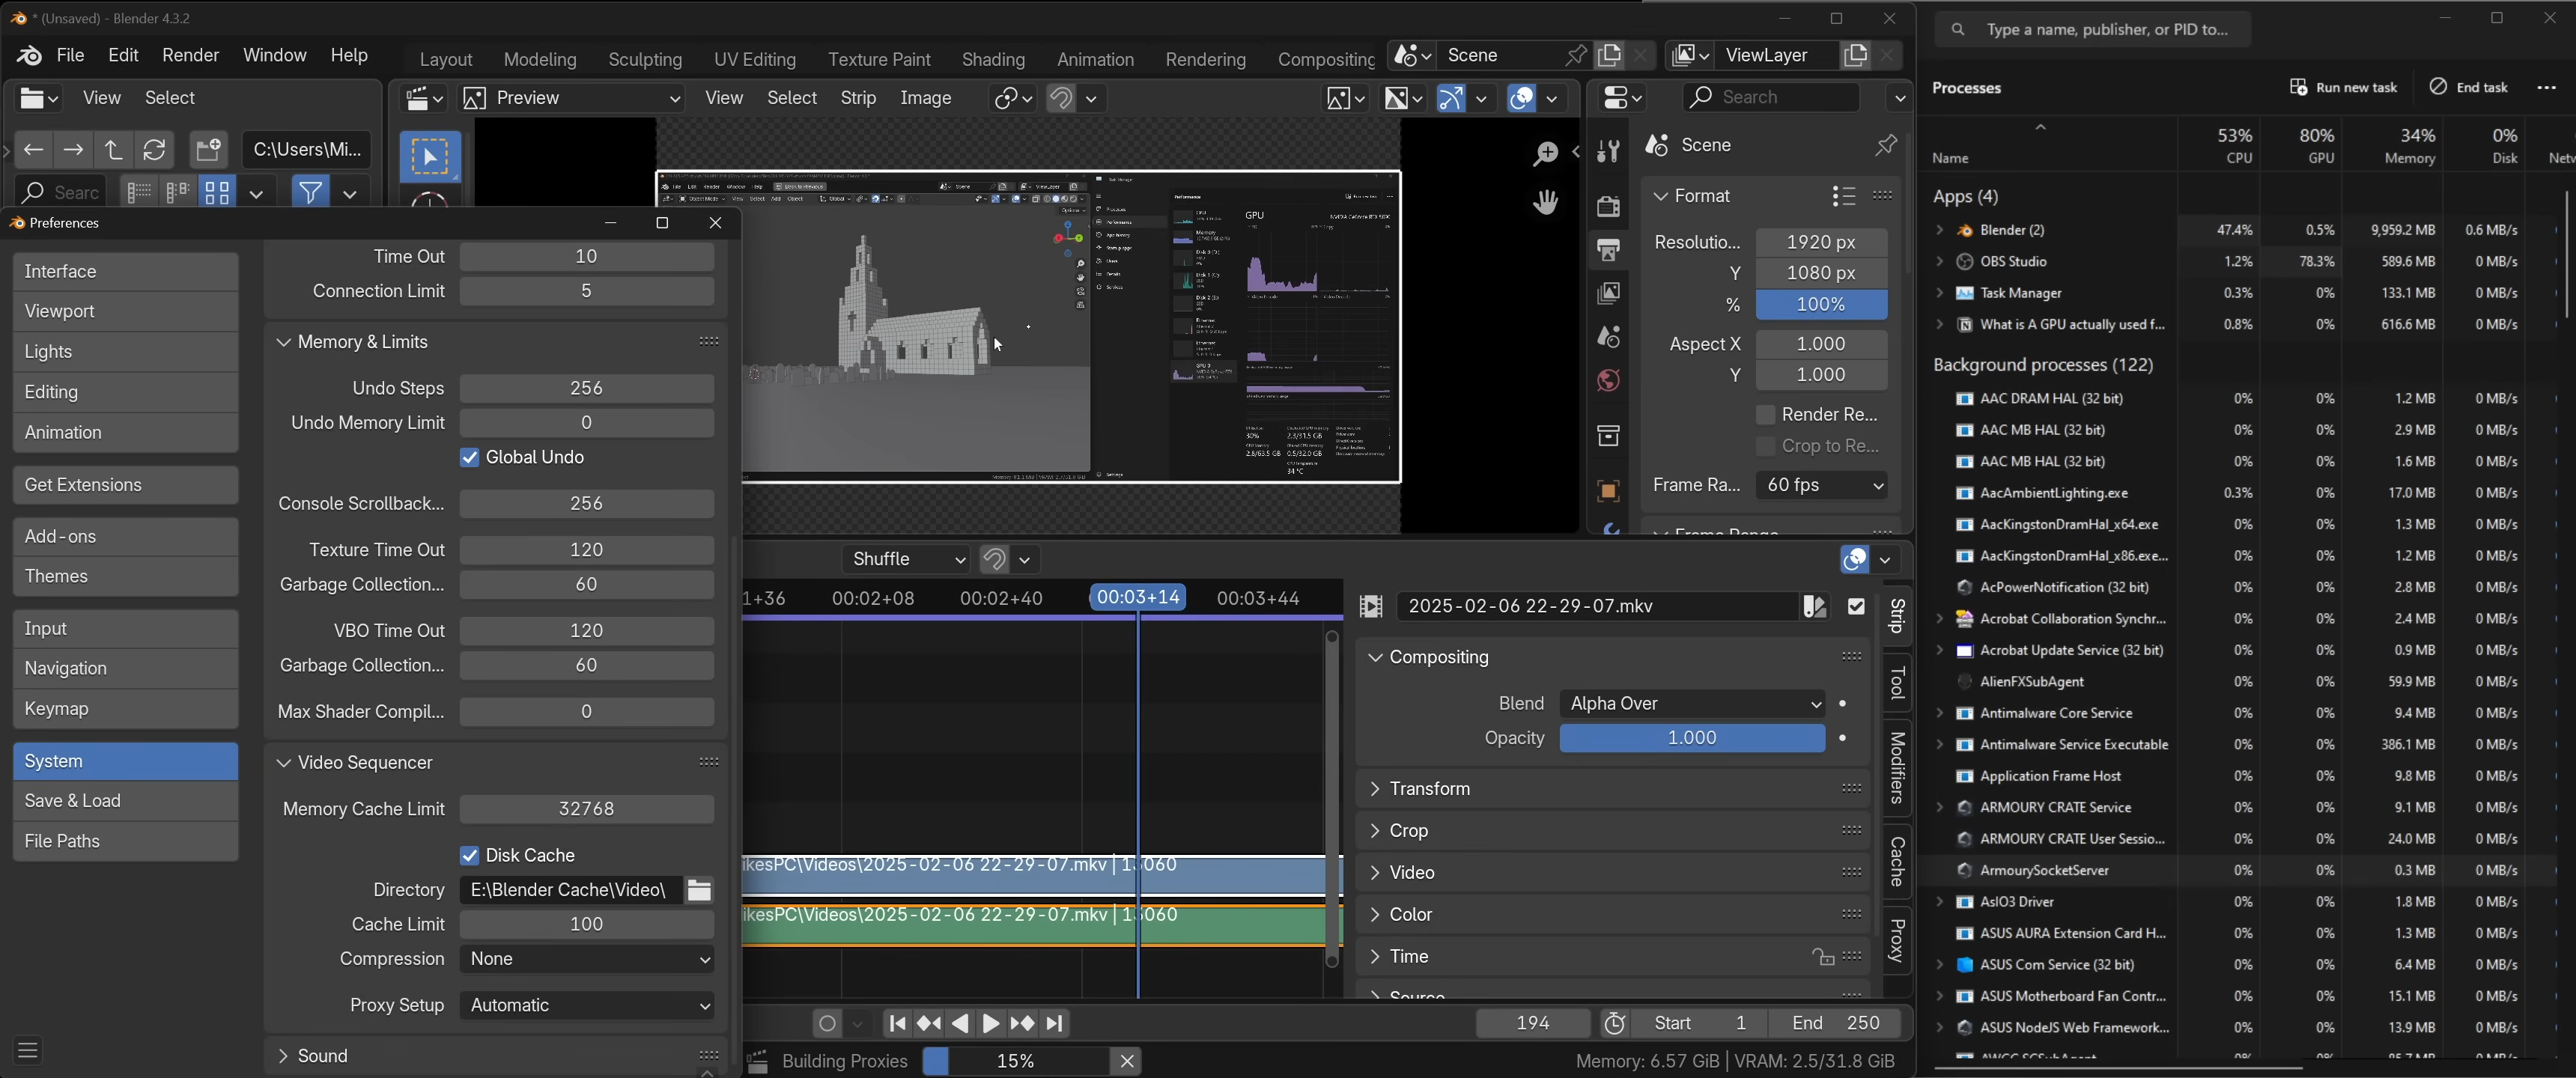 * (Unsaved) - Blender 4.3.2
File Edit Render Window Help
Layout Modeling Sculpting UV Editing Texture Paint Shading Animation Rendering Compositing
Scene
ViewLayer
View Select
Preview
View Select Strip Image
Search
C:\Users\Mi...
Searc
Scene
Format
Resolutio... 1920 px
Y 1080 px
% 100%
Aspect X 1.000
Y 1.000
Render Re...
Crop to Re...
Frame Ra... 60 fps
Preferences
Interface
Viewport
Lights
Editing
Animation
Get Extensions
Add-ons
Themes
Input
Navigation
Keymap
System
Save & Load
File Paths
Time Out 10
Connection Limit 5
Memory & Limits
Undo Steps 256
Undo Memory Limit 0
Global Undo
Console Scrollback... 256
Texture Time Out 120
Garbage Collection... 60
VBO Time Out 120
Garbage Collection... 60
Max Shader Compil... 0
Video Sequencer
Memory Cache Limit 32768
Disk Cache
Directory E:\Blender Cache\Video\
Cache Limit 100
Compression None
Proxy Setup Automatic
Sound
GPU
Shuffle
1+36 00:02+08 00:02+40 00:03+14 00:03+44
ikesPC\Videos\2025-02-06 22-29-07.mkv | 13060
ikesPC\Videos\2025-02-06 22-29-07.mkv | 13060
2025-02-06 22-29-07.mkv
Compositing
Blend Alpha Over
Opacity 1.000
Transform
Crop
Video
Color
Time
Strip
Tool
Modifiers
Cache
Proxy
194 Start 1 End 250
Building Proxies 15%
Memory: 6.57 GiB | VRAM: 2.5/31.8 GiB
Type a name, publisher, or PID to...
Processes Run new task End task
53% 80% 34% 0%
Name CPU GPU Memory Disk Netw
Apps (4)
Blender (2) 47.4% 0.5% 9,959.2 MB 0.6 MB/s
OBS Studio 1.2% 78.3% 589.6 MB 0 MB/s
Task Manager 0.3% 0% 133.1 MB 0 MB/s
What is A GPU actually used f... 0.8% 0% 616.6 MB 0 MB/s
Background processes (122)
AAC DRAM HAL (32 bit) 0% 0% 1.2 MB 0 MB/s
AAC MB HAL (32 bit) 0% 0% 2.9 MB 0 MB/s
AAC MB HAL (32 bit) 0% 0% 1.6 MB 0 MB/s
AacAmbientLighting.exe 0.3% 0% 17.0 MB 0 MB/s
AacKingstonDramHal_x64.exe 0% 0% 1.3 MB 0 MB/s
AacKingstonDramHal_x86.exe... 0% 0% 1.2 MB 0 MB/s
AcPowerNotification (32 bit) 0% 0% 2.8 MB 0 MB/s
Acrobat Collaboration Synchr... 0% 0% 2.4 MB 0 MB/s
Acrobat Update Service (32 bit) 0% 0% 0.9 MB 0 MB/s
AlienFXSubAgent 0% 0% 59.9 MB 0 MB/s
Antimalware Core Service 0% 0% 9.4 MB 0 MB/s
Antimalware Service Executable 0% 0% 386.1 MB 0 MB/s
Application Frame Host 0% 0% 9.8 MB 0 MB/s
ARMOURY CRATE Service 0% 0% 9.1 MB 0 MB/s
ARMOURY CRATE User Sessio... 0% 0% 24.0 MB 0 MB/s
ArmourySocketServer 0% 0% 0.3 MB 0 MB/s
AsIO3 Driver 0% 0% 1.8 MB 0 MB/s
ASUS AURA Extension Card H... 0% 0% 1.3 MB 0 MB/s
ASUS Com Service (32 bit) 0% 0% 6.4 MB 0 MB/s
ASUS Motherboard Fan Contr... 0% 0% 15.1 MB 0 MB/s
ASUS NodeJS Web Framework... 0% 0% 13.9 MB 0 MB/s